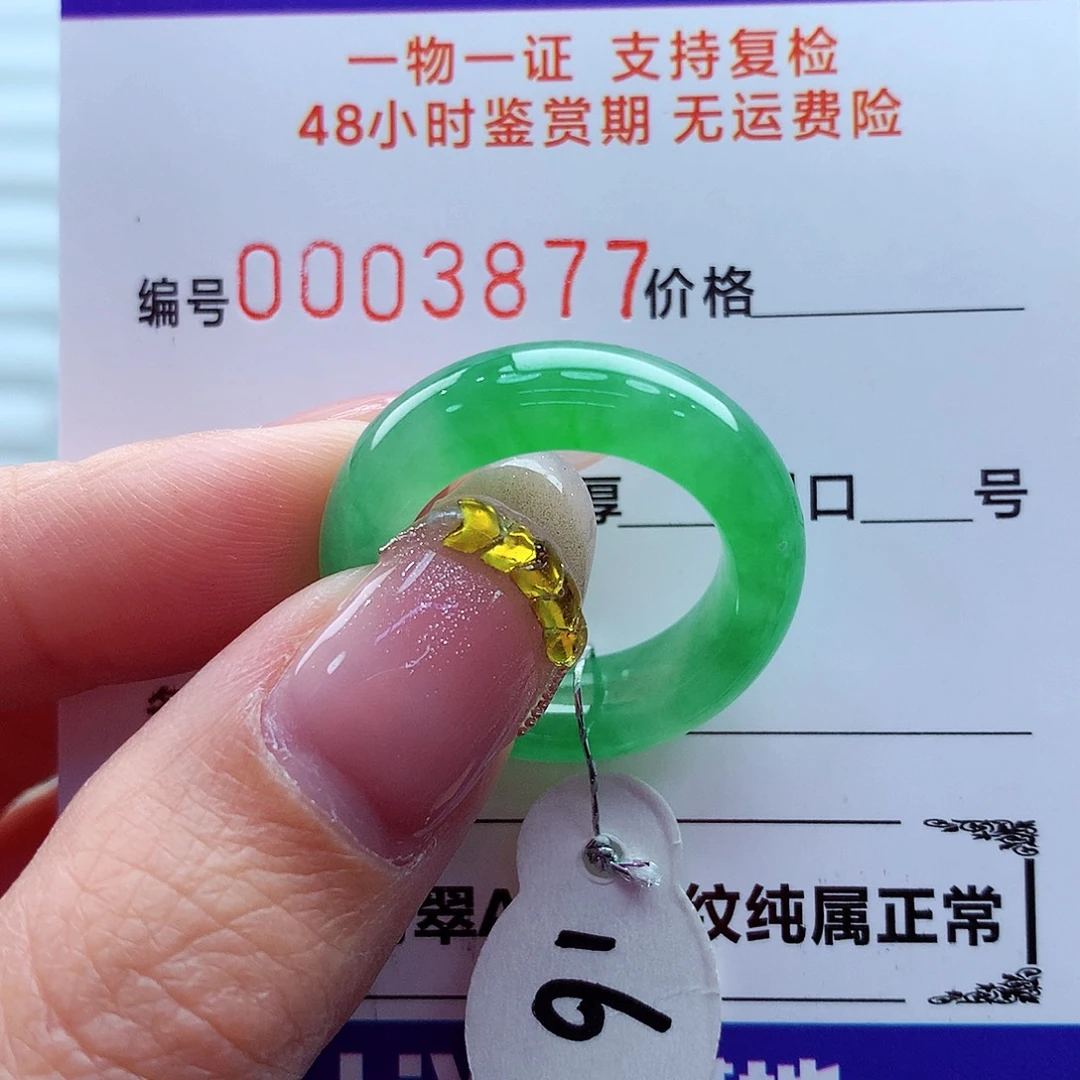 一物一证 支持复检
48小时鉴赏期 无运费险
编号0003877价格
厚 口 号
翠A 纹纯属正常